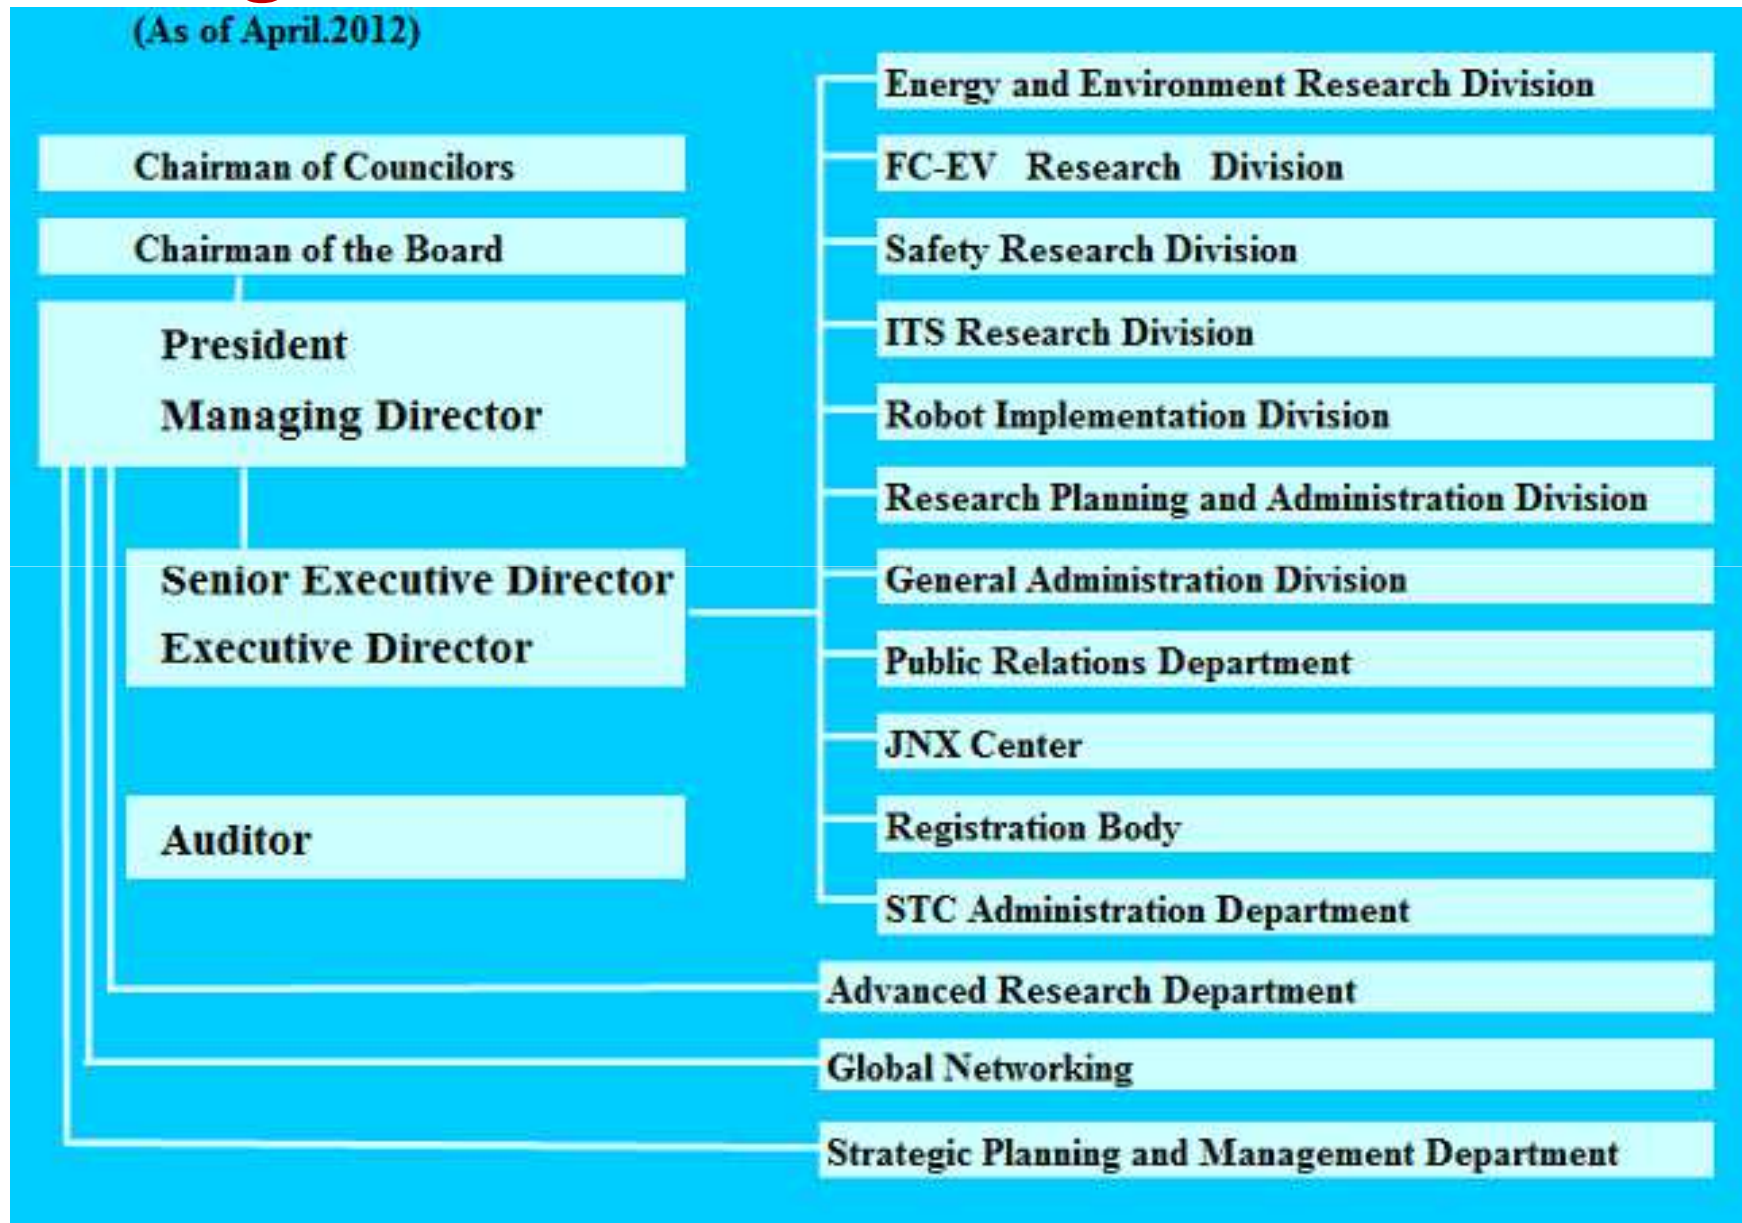 (As of April.2012)
Chairman of Councilors
Chairman of the Board
President
Managing Director
Senior Executive Director
Executive Director
Auditor
Energy and Environment Research Division
FC-EV Research Division
Safety Research Division
ITS Research Division
Robot Implementation Division
Research Planning and Administration Division
General Administration Division
Public Relations Department
JNX Center
Registration Body
STC Administration Department
Advanced Research Department
Global Networking
Strategic Planning and Management Department